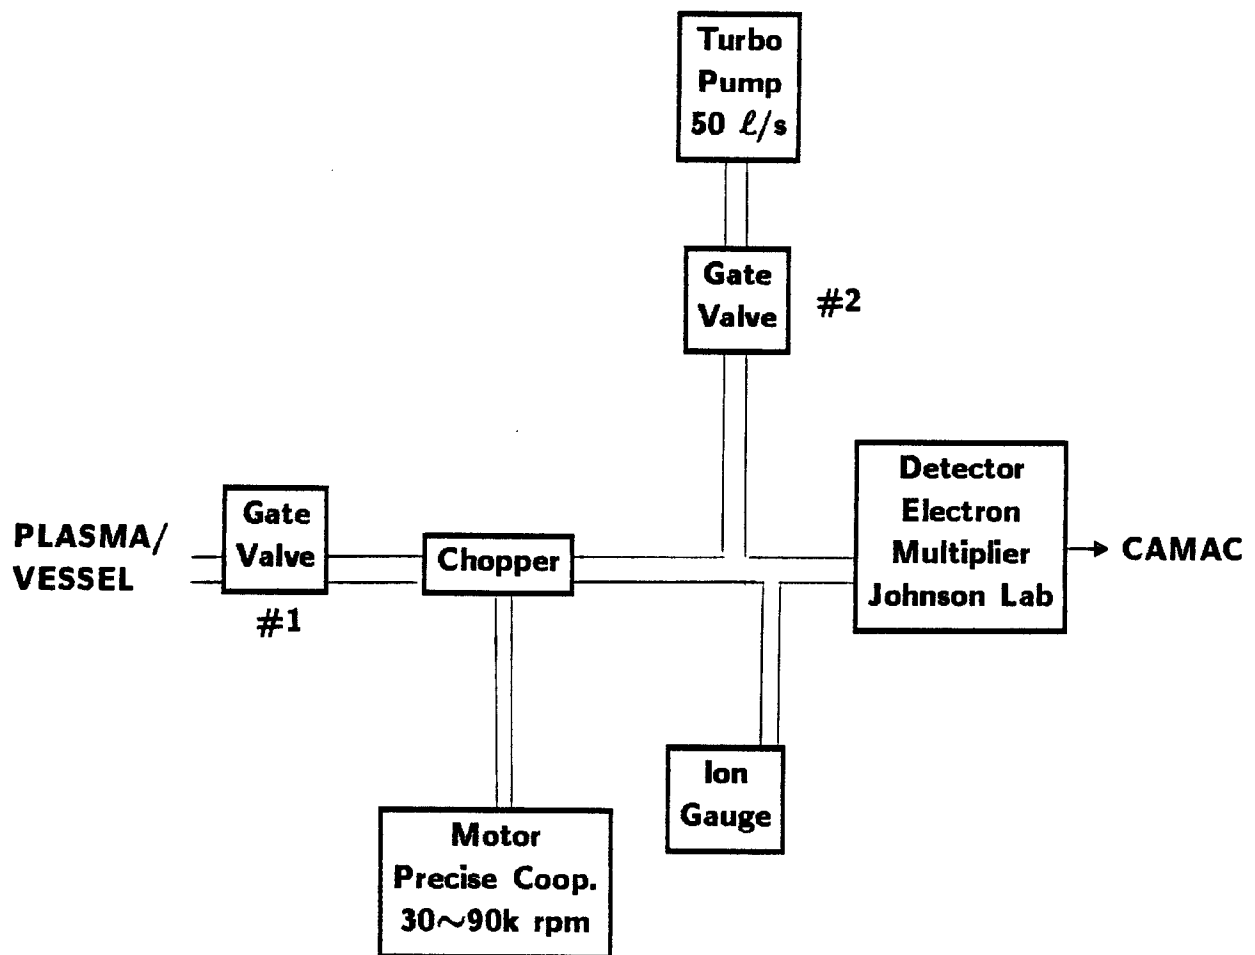 Turbo
Pump
50 ℓ/s
Gate
Valve
#2
Detector
Electron
Multiplier
Johnson Lab
CAMAC
PLASMA/
VESSEL
Gate
Valve
#1
Chopper
Ion
Gauge
Motor
Precise Coop.
30~90k rpm